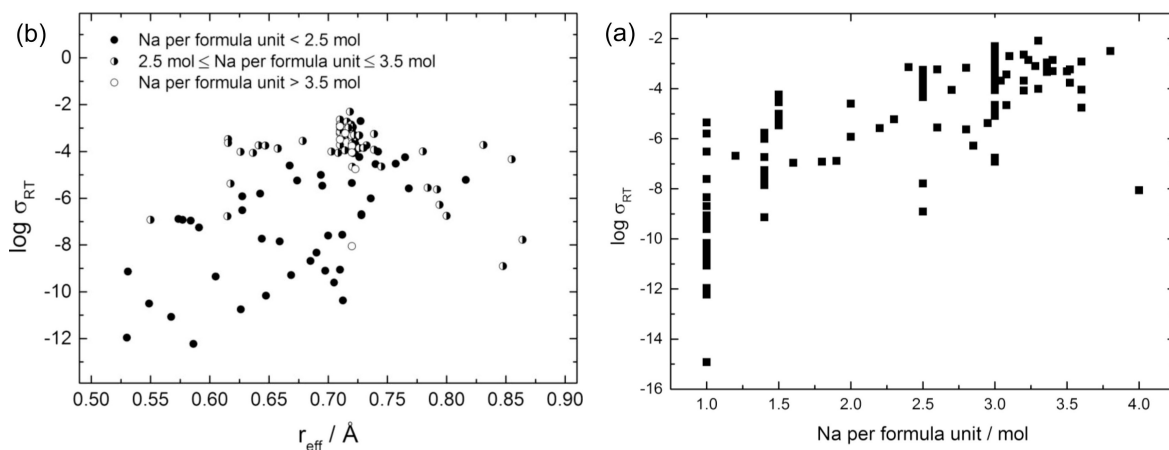 (b)
● Na per formula unit < 2.5 mol
◑ 2.5 mol ≤ Na per formula unit ≤ 3.5 mol
○ Na per formula unit > 3.5 mol
0
-2
-4
-6
-8
-10
-12
log σRT
0.50 0.55 0.60 0.65 0.70 0.75 0.80 0.85 0.90
reff / Å
(a)
-2
-4
-6
-8
-10
-12
-14
-16
log σRT
1.0 1.5 2.0 2.5 3.0 3.5 4.0
Na per formula unit / mol